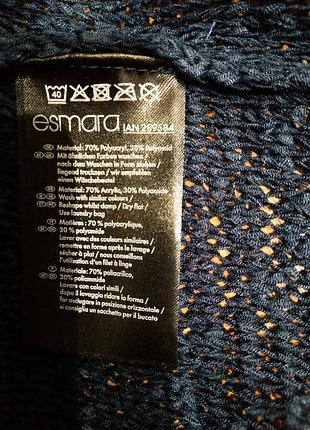 40
esmara IAN 289584
Material: 70% Polyacryl, 30% Polyamid
Mit ähnlichen Farben waschen /
nach dem Waschen in Form ziehen /
liegend trocknen / wir empfehlen
einen Wäschebeutel
Material: 70% Acrylic, 30% Polyamide
Wash with similar colours /
Reshape whilst damp / Dry flat /
Use laundry bag
Matières : 70 % polyacrylique,
30 % polyamide
Laver avec des couleurs similaires /
remettre en forme après le lavage /
sécher à plat / nous conseillons
l'utilisation d'un filet à linge
Materiale: 70% poliacrilico,
30% poliammide
Lavare con colori simili /
dopo il lavaggio ridare la forma /
far asciugare in posizione orizzontale /
si consiglia un sacchetto per il bucato